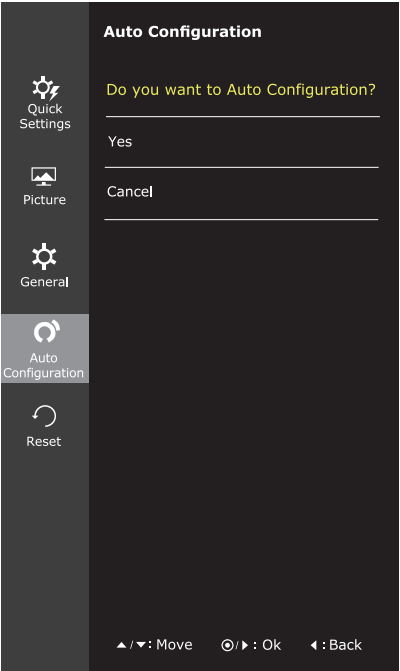 Auto Configuration
Do you want to Auto Configuration?
Yes
Cancel
Quick
Settings
Picture
General
Auto
Configuration
Reset
▲/▼: Move ◉/▶ : Ok ◀ : Back